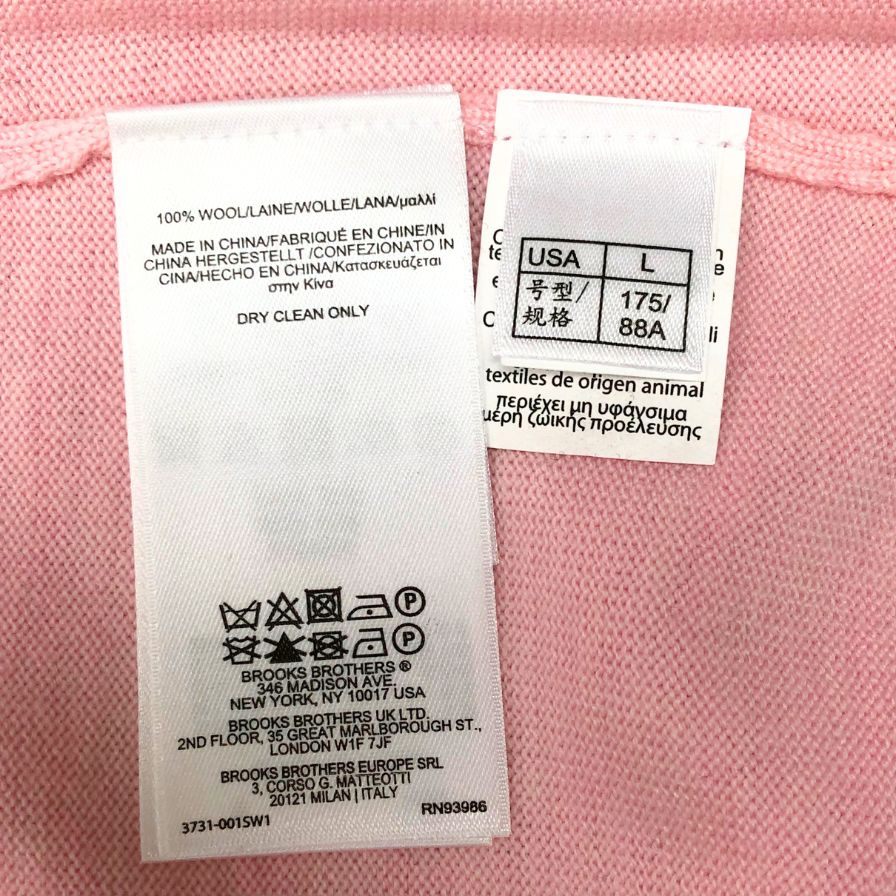 100% WOOL/LAINE/WOLLE/LANA/μαλλί
MADE IN CHINA/FABRIQUÉ EN CHINE/IN
CHINA HERGESTELLT /CONFEZIONATO IN
CINA/HECHO EN CHINA/Κατασκευάζεται
στην Κίνα
DRY CLEAN ONLY
P
P
BROOKS BROTHERS ®
346 MADISON AVE.
NEW YORK, NY 10017 USA
BROOKS BROTHERS UK LTD.
2ND FLOOR, 35 GREAT MARLBOROUGH ST.,
LONDON W1F 7JF
BROOKS BROTHERS EUROPE SRL
3, CORSO G. MATTEOTTI
20121 MILAN | ITALY
RN93986
3731-001SW1
USA L
号型/ 175/
规格 88A
textiles de origen animal
περιέχει μη υφάνσιμα
μέρη ζωικής προέλευσης